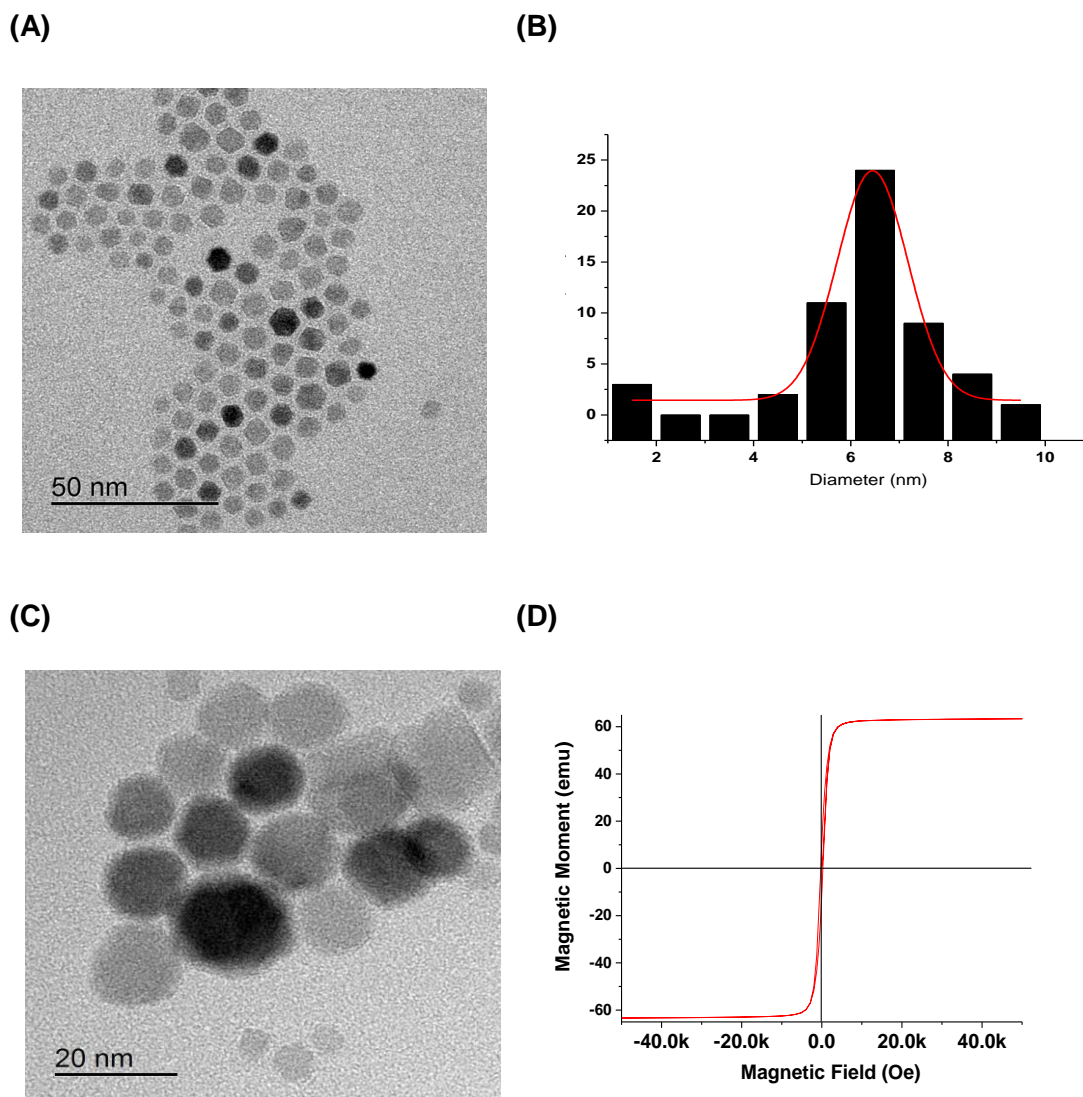 (A)
(B)
50 nm
25
20
15
10
5
0
2
4
6
8
10
Diameter (nm)
(C)
(D)
20 nm
60
40
20
0
-20
-40
-60
Magnetic Moment (emu)
-40.0k
-20.0k
0.0
20.0k
40.0k
Magnetic Field (Oe)